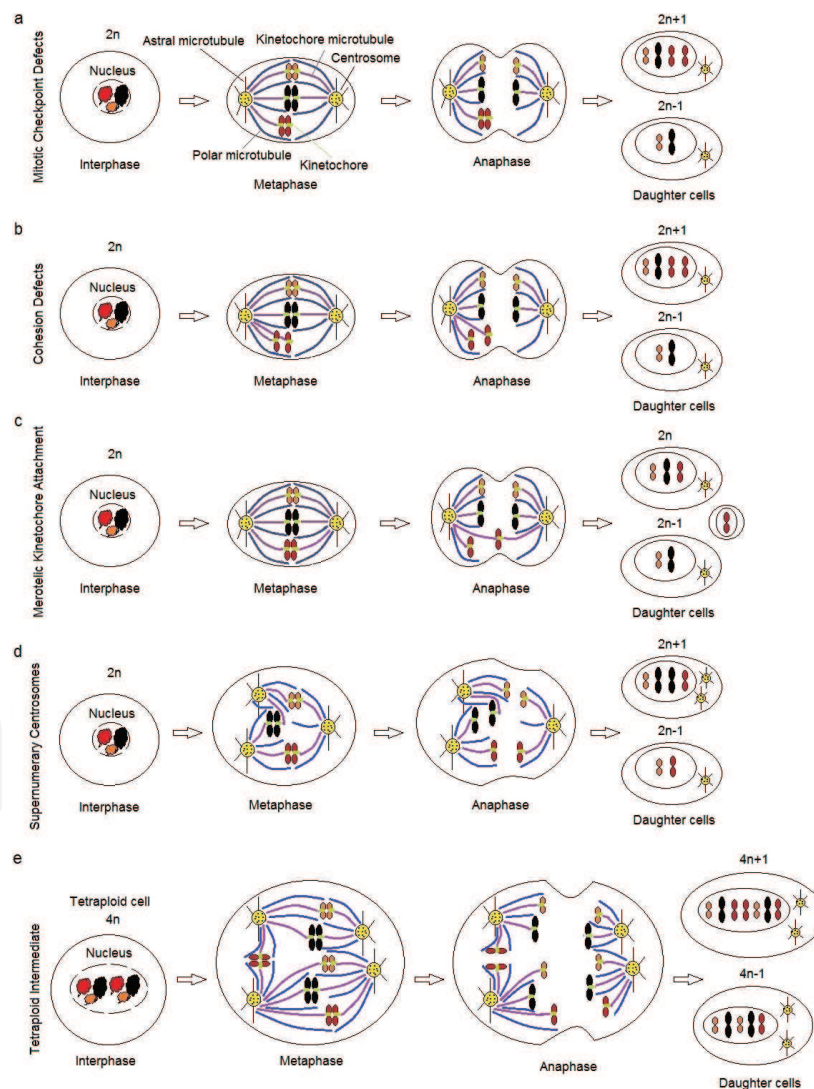 a
Mitotic Checkpoint Defects
2n
Nucleus
Interphase
Astral microtubule
Kinetochore microtubule
Centrosome
Polar microtubule
Kinetochore
Metaphase
Anaphase
2n+1
2n-1
Daughter cells
b
Cohesion Defects
2n
Nucleus
Interphase
Metaphase
Anaphase
2n+1
2n-1
Daughter cells
c
Merotelic Kinetochore Attachment
2n
Nucleus
Interphase
Metaphase
Anaphase
2n
2n-1
Daughter cells
d
Supernumerary Centrosomes
2n
Nucleus
Interphase
Metaphase
Anaphase
2n+1
2n-1
Daughter cells
e
Tetraploid Intermediate
Tetraploid cell
4n
Nucleus
Interphase
Metaphase
Anaphase
4n+1
4n-1
Daughter cells